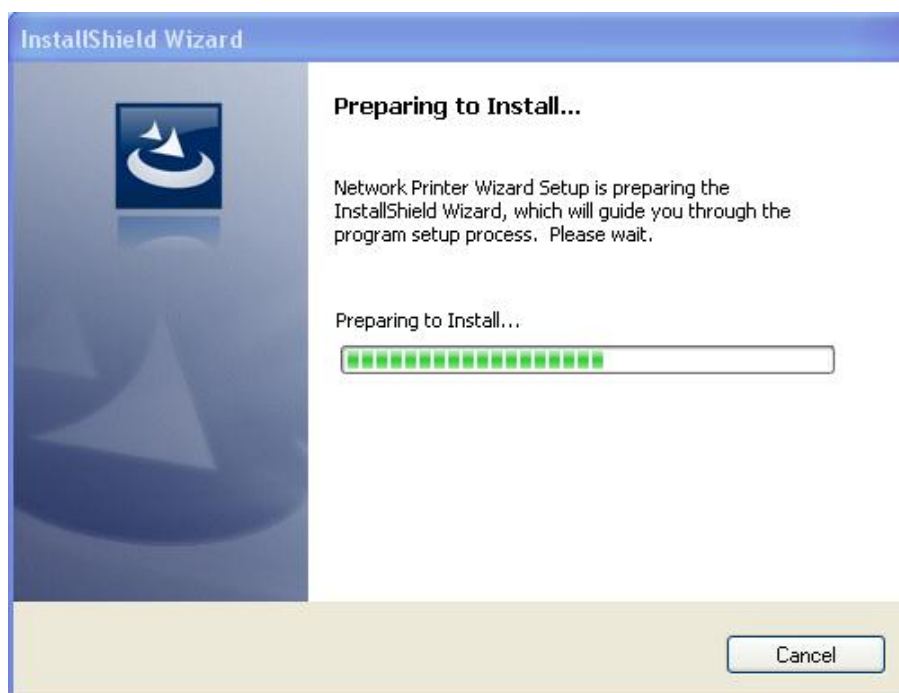 InstallShield Wizard
Preparing to Install...
Network Printer Wizard Setup is preparing the
InstallShield Wizard, which will guide you through the
program setup process.  Please wait.
Preparing to Install...
Cancel